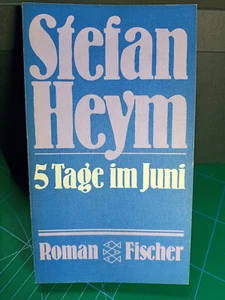 Stefan
Heym
5 Tage im Juni
Roman Fischer